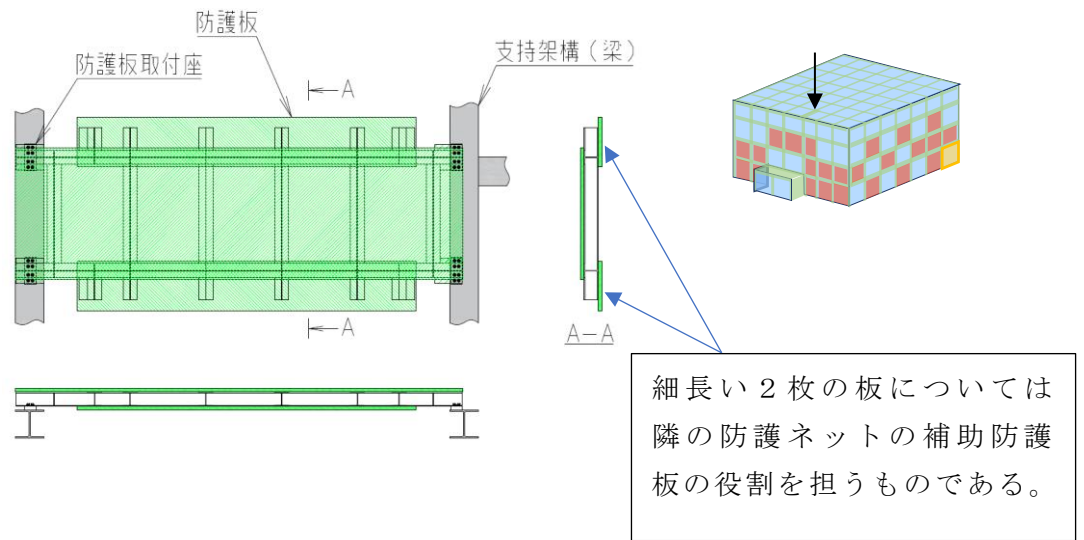 防護板
防護板取付座
支持架構（梁）
A
A
A－A
細長い２枚の板については
隣の防護ネットの補助防護
板の役割を担うものである。